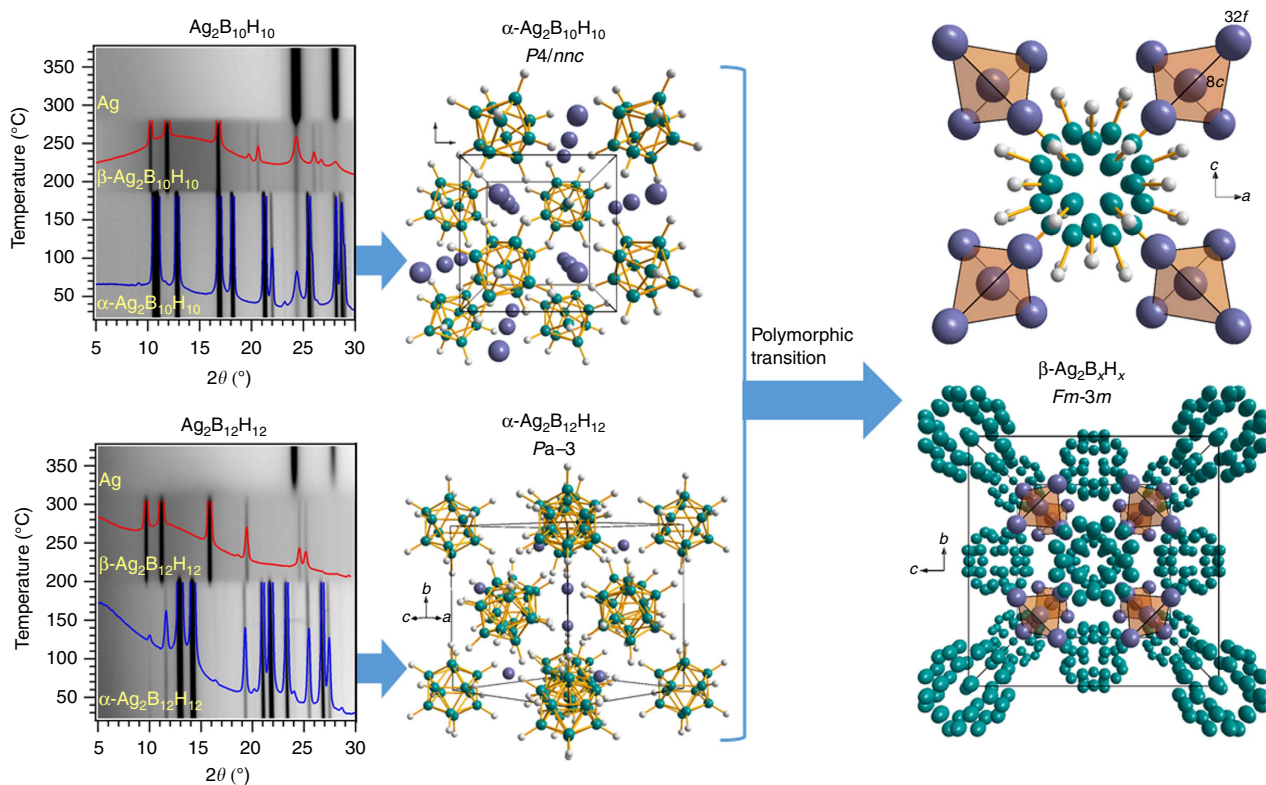 Ag₂B₁₀H₁₀
350
300
250
200
150
100
50
Temperature (°C)
Ag
β-Ag₂B₁₀H₁₀
α-Ag₂B₁₀H₁₀
5 10 15 20 25 30
2θ (°)
α-Ag₂B₁₀H₁₀
P4/nnc
Ag₂B₁₂H₁₂
350
300
250
200
150
100
50
Temperature (°C)
Ag
β-Ag₂B₁₂H₁₂
α-Ag₂B₁₂H₁₂
5 10 15 20 25 30
2θ (°)
α-Ag₂B₁₂H₁₂
Pa–3
b
c a
Polymorphic
transition
32f
8c
c
a
β-Ag₂BₓHₓ
Fm-3m
b
c